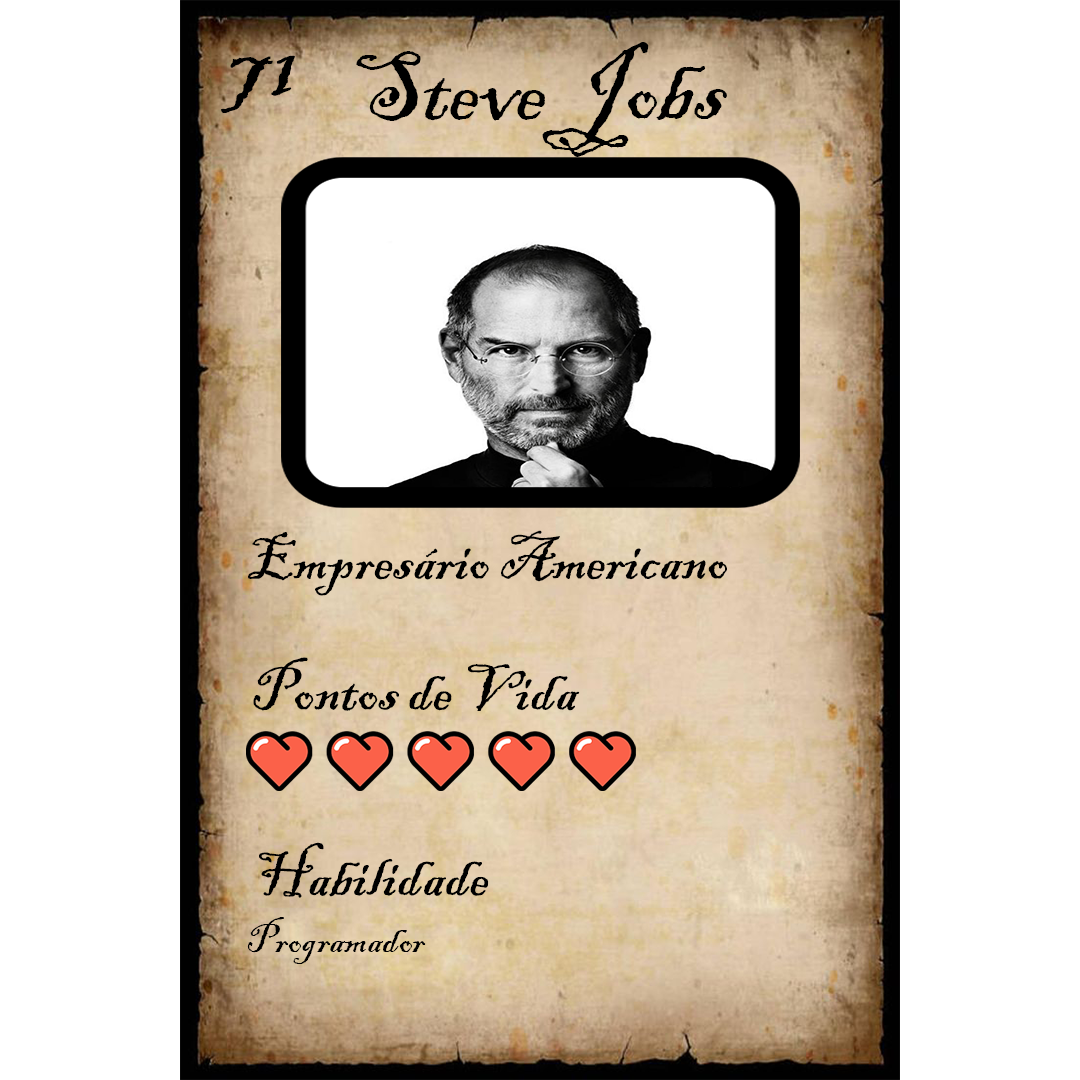 71 Steve Jobs
Empresário Americano
Pontos de Vida
Habilidade
Programador